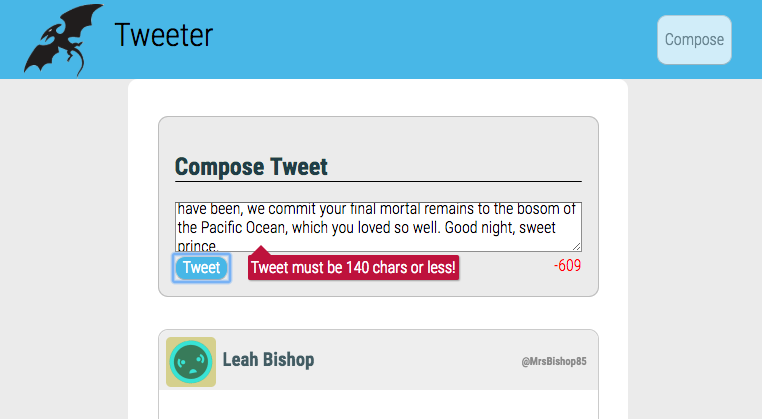 Tweeter
Compose
Compose Tweet
have been, we commit your final mortal remains to the bosom of
the Pacific Ocean, which you loved so well. Good night, sweet
prince.
Tweet
Tweet must be 140 chars or less!
-609
Leah Bishop
@MrsBishop85